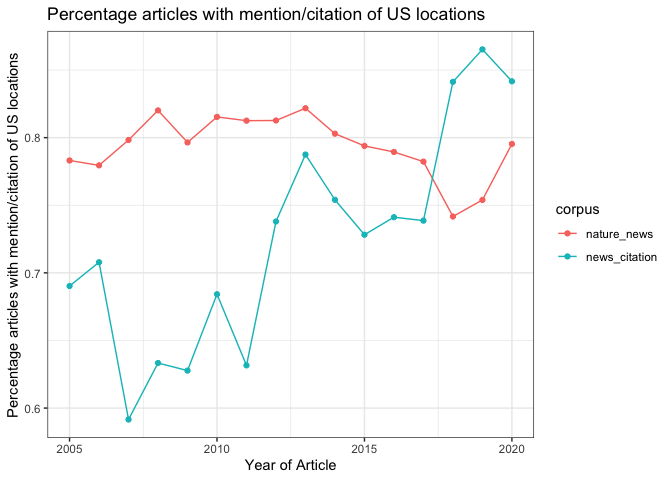 Percentage articles with mention/citation of US locations
Percentage articles with mention/citation of US locations
0.8
0.7
0.6
2005
2010
2015
2020
Year of Article
corpus
nature_news
news_citation